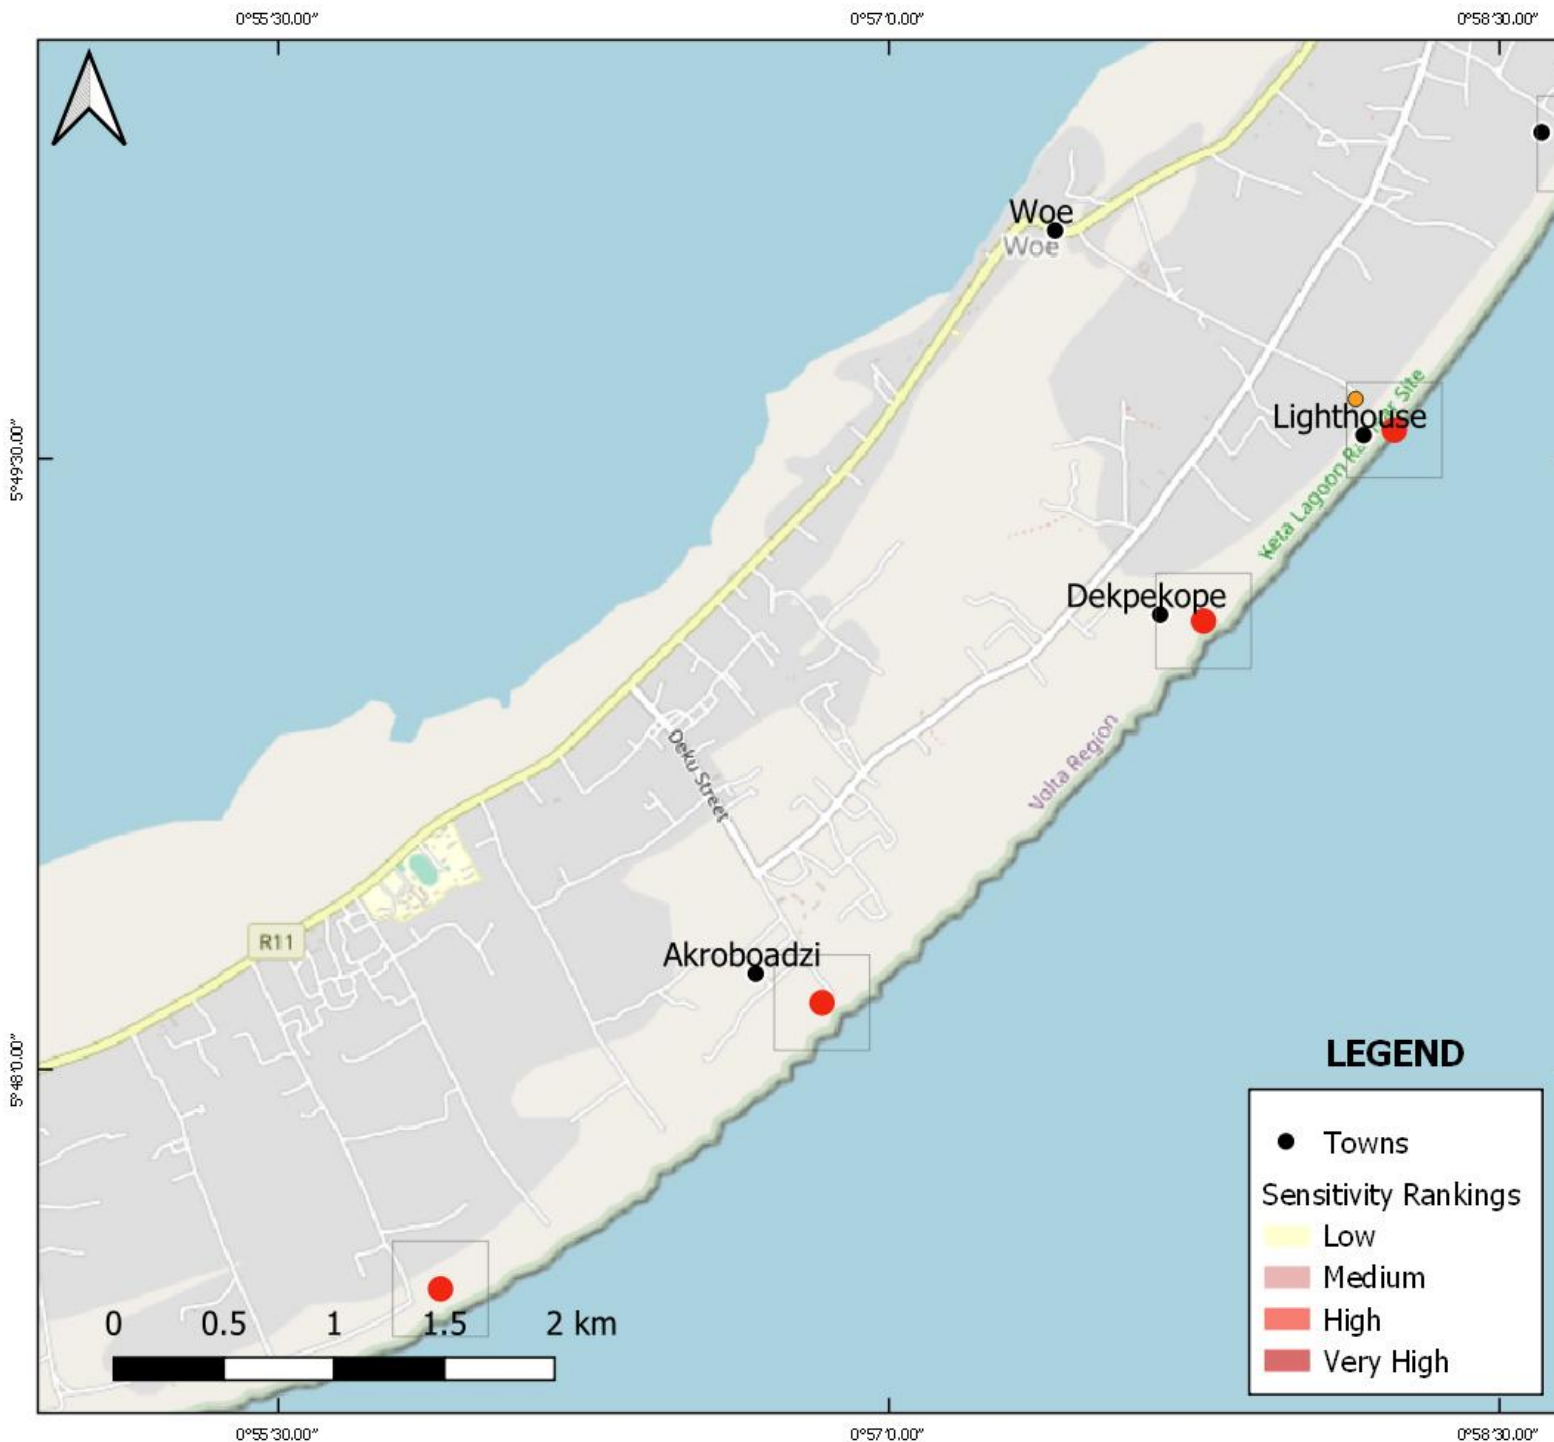 0°55'30.00"
0°57'0.00"
0°58'30.00"
Woe
Woe
5°49'30.00"
Lighthouse
Keta Lagoon Site
Dekpekope
Volta Region
Deku Street
R11
Akroboadzi
5°48'0.00"
LEGEND
Towns
Sensitivity Rankings
Low
Medium
High
Very High
0 0.5 1 1.5 2 km
0°55'30.00"
0°57'0.00"
0°58'30.00"